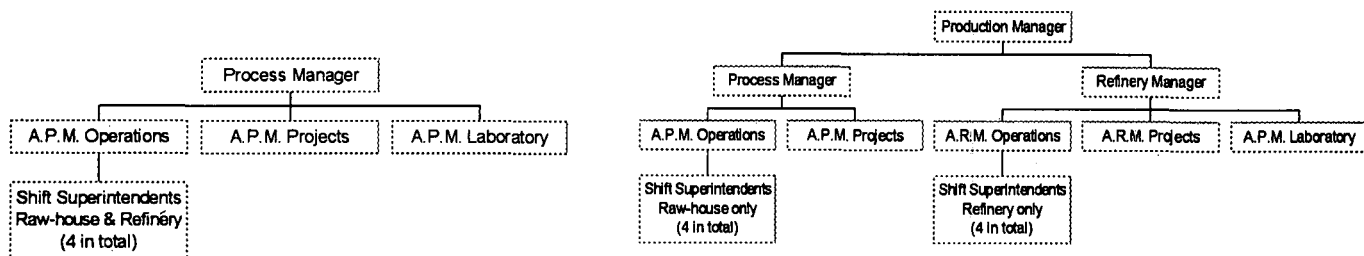 Process Manager
A.P.M. Operations
A.P.M. Projects
A.P.M. Laboratory
Shift Superintendents
Raw-house & Refinery
(4 in total)
Production Manager
Process Manager
Refinery Manager
A.P.M. Operations
A.P.M. Projects
A.R.M. Operations
A.R.M. Projects
A.P.M. Laboratory
Shift Superintendents
Raw-house only
(4 in total)
Shift Superintendents
Refinery only
(4 in total)